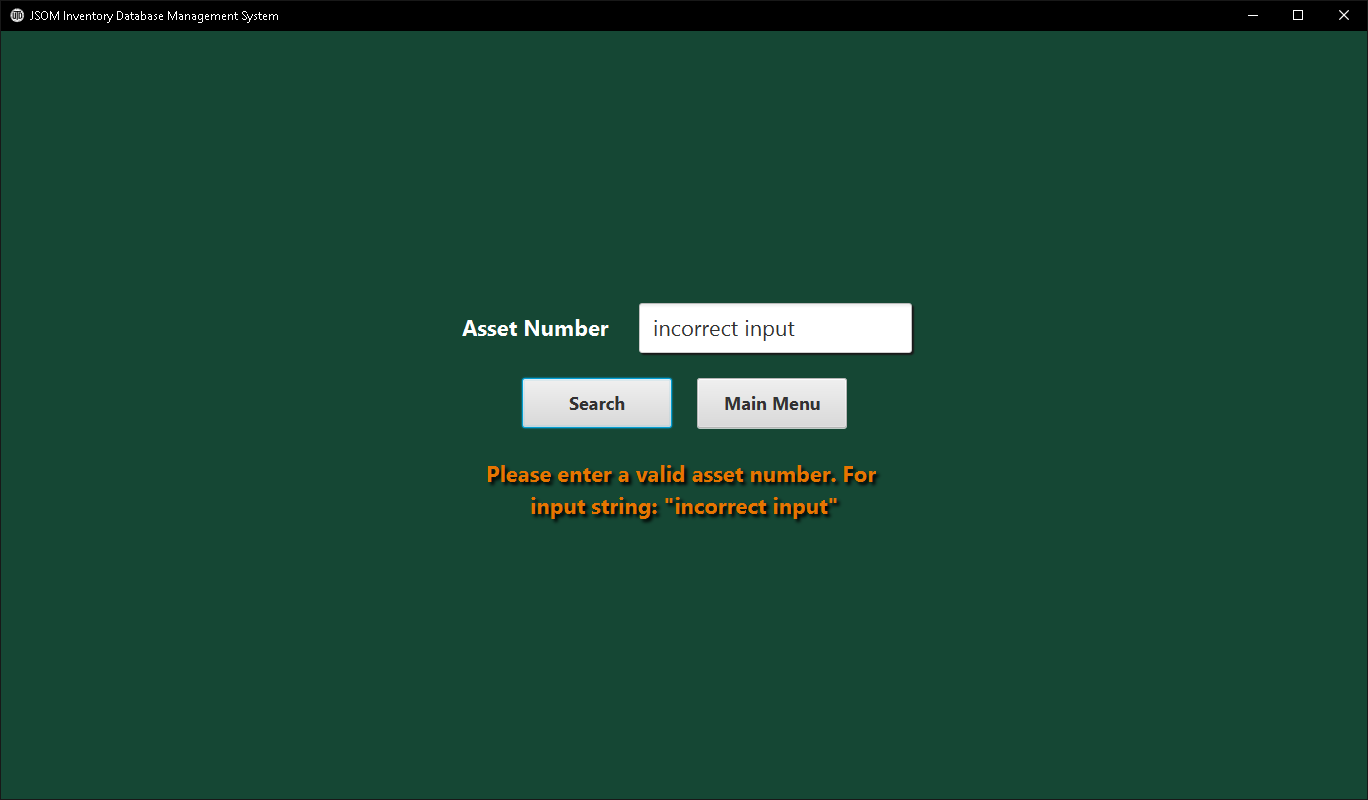 JSOM Inventory Database Management System
Asset Number incorrect input
Search Main Menu
Please enter a valid asset number. For
input string: "incorrect input"